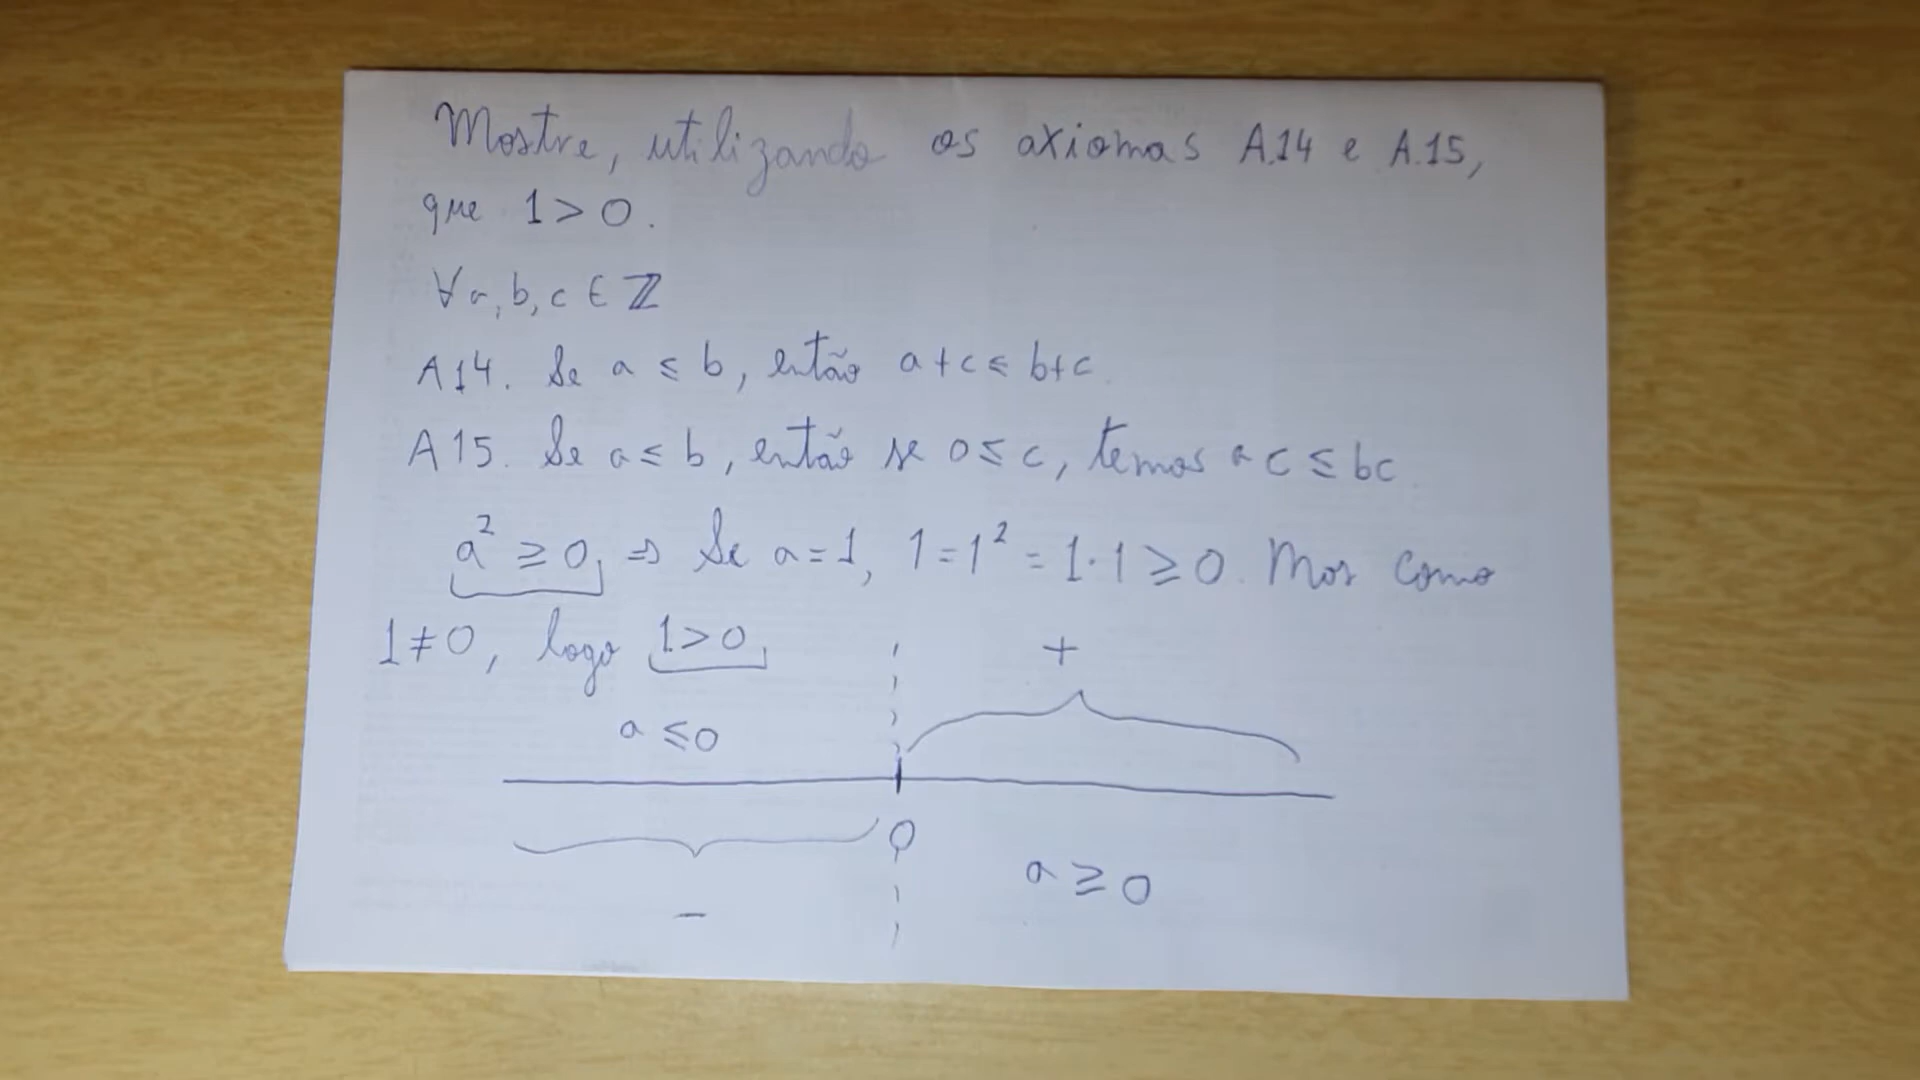 Mostre, utilizando os axiomas A.14 e A.15,
que 1 > 0.
∀a, b, c ∈ ℤ
A14. Se a ≤ b, então a + c ≤ b + c.
A15. Se a ≤ b, então se 0 ≤ c, temos ac ≤ bc.
a² ≥ 0 ⇒ Se a = 1, 1 = 1² = 1·1 ≥ 0. Mas como
1 ≠ 0, logo 1 > 0
+
a ≤ 0
0
a ≥ 0
−